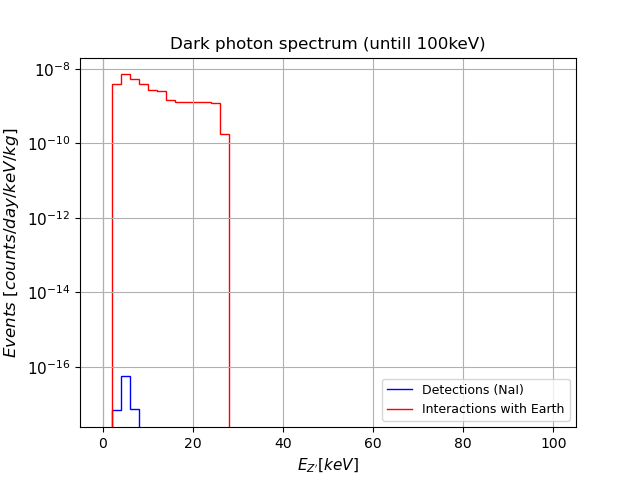 Dark photon spectrum (untill 100keV)
Events [counts/day/keV/kg]
10⁻⁸
10⁻¹⁰
10⁻¹²
10⁻¹⁴
10⁻¹⁶
Detections (NaI)
Interactions with Earth
0 20 40 60 80 100
E_{Z'}[keV]